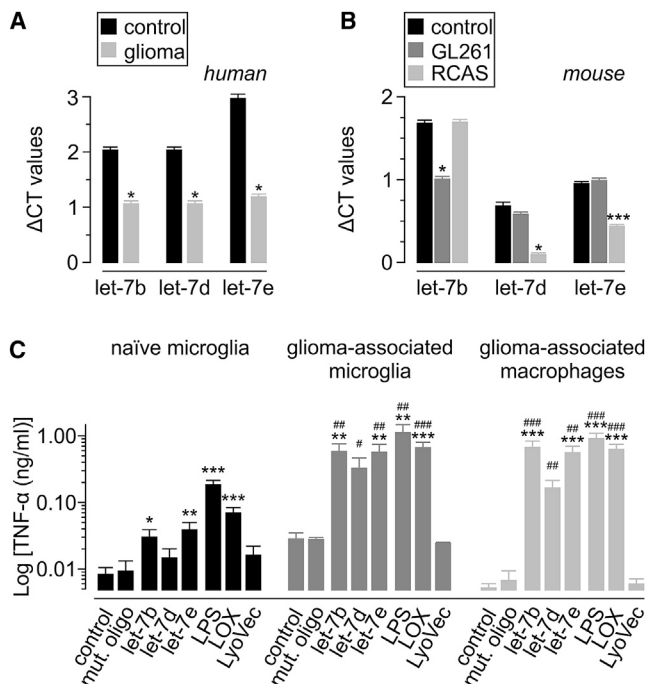 A
control
glioma
human
ΔCT values
3
2
1
0
*
*
*
let-7b let-7d let-7e
B
control
GL261
RCAS
mouse
ΔCT values
2
1
0
*
*
***
let-7b let-7d let-7e
C
naïve microglia
glioma-associated
microglia
glioma-associated
macrophages
Log [TNF-α (ng/ml)]
1.00
0.10
0.01
*
**
***
***
##
**
#
##
**
##
**
###
***
###
***
##
##
***
###
***
###
***
control
mut. oligo
let-7b
let-7d
let-7e
LPS
LOX
LyoVec
control
mut. oligo
let-7b
let-7d
let-7e
LPS
LOX
LyoVec
control
mut. oligo
let-7b
let-7d
let-7e
LPS
LOX
LyoVec